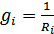 gᵢ = 1/Rᵢ